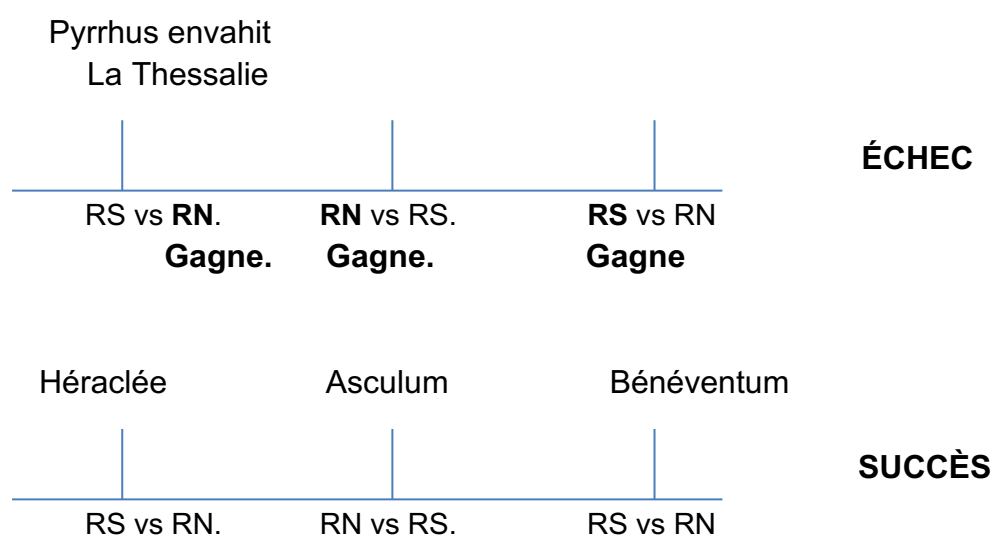 Pyrrhus envahit
La Thessalie
ÉCHEC
RS vs RN. RN vs RS. RS vs RN
Gagne. Gagne. Gagne
Héraclée Asculum Bénéventum
SUCCÈS
RS vs RN. RN vs RS. RS vs RN